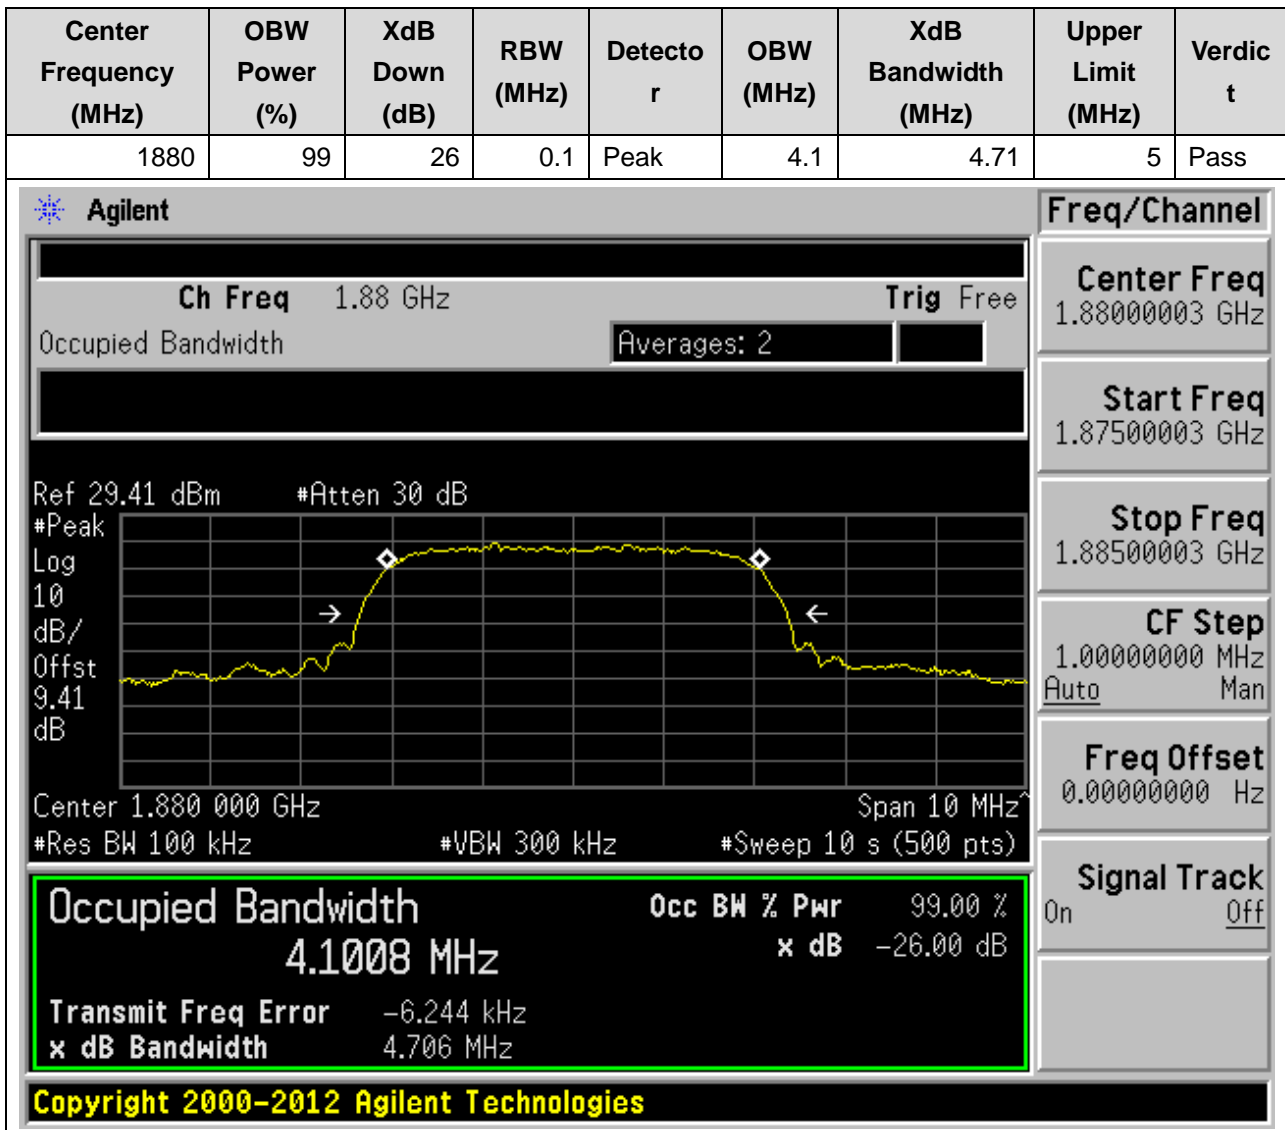 Center Frequency (MHz) OBW Power (%) XdB Down (dB) RBW (MHz) Detecto r OBW (MHz) XdB Bandwidth (MHz) Upper Limit (MHz) Verdic t
1880 99 26 0.1 Peak 4.1 4.71 5 Pass
Agilent
Freq/Channel
Ch Freq 1.88 GHz Trig Free
Occupied Bandwidth Averages: 2
Center Freq
1.88000003 GHz
Start Freq
1.87500003 GHz
Stop Freq
1.88500003 GHz
CF Step
1.00000000 MHz
Auto Man
Freq Offset
0.00000000 Hz
Signal Track
On Off
Ref 29.41 dBm #Atten 30 dB
#Peak
Log
10
dB/
Offst
9.41
dB
Center 1.880 000 GHz Span 10 MHz^
#Res BW 100 kHz #VBW 300 kHz #Sweep 10 s (500 pts)
Occupied Bandwidth Occ BW % Pwr 99.00 %
4.1008 MHz x dB -26.00 dB
Transmit Freq Error -6.244 kHz
x dB Bandwidth 4.706 MHz
Copyright 2000-2012 Agilent Technologies